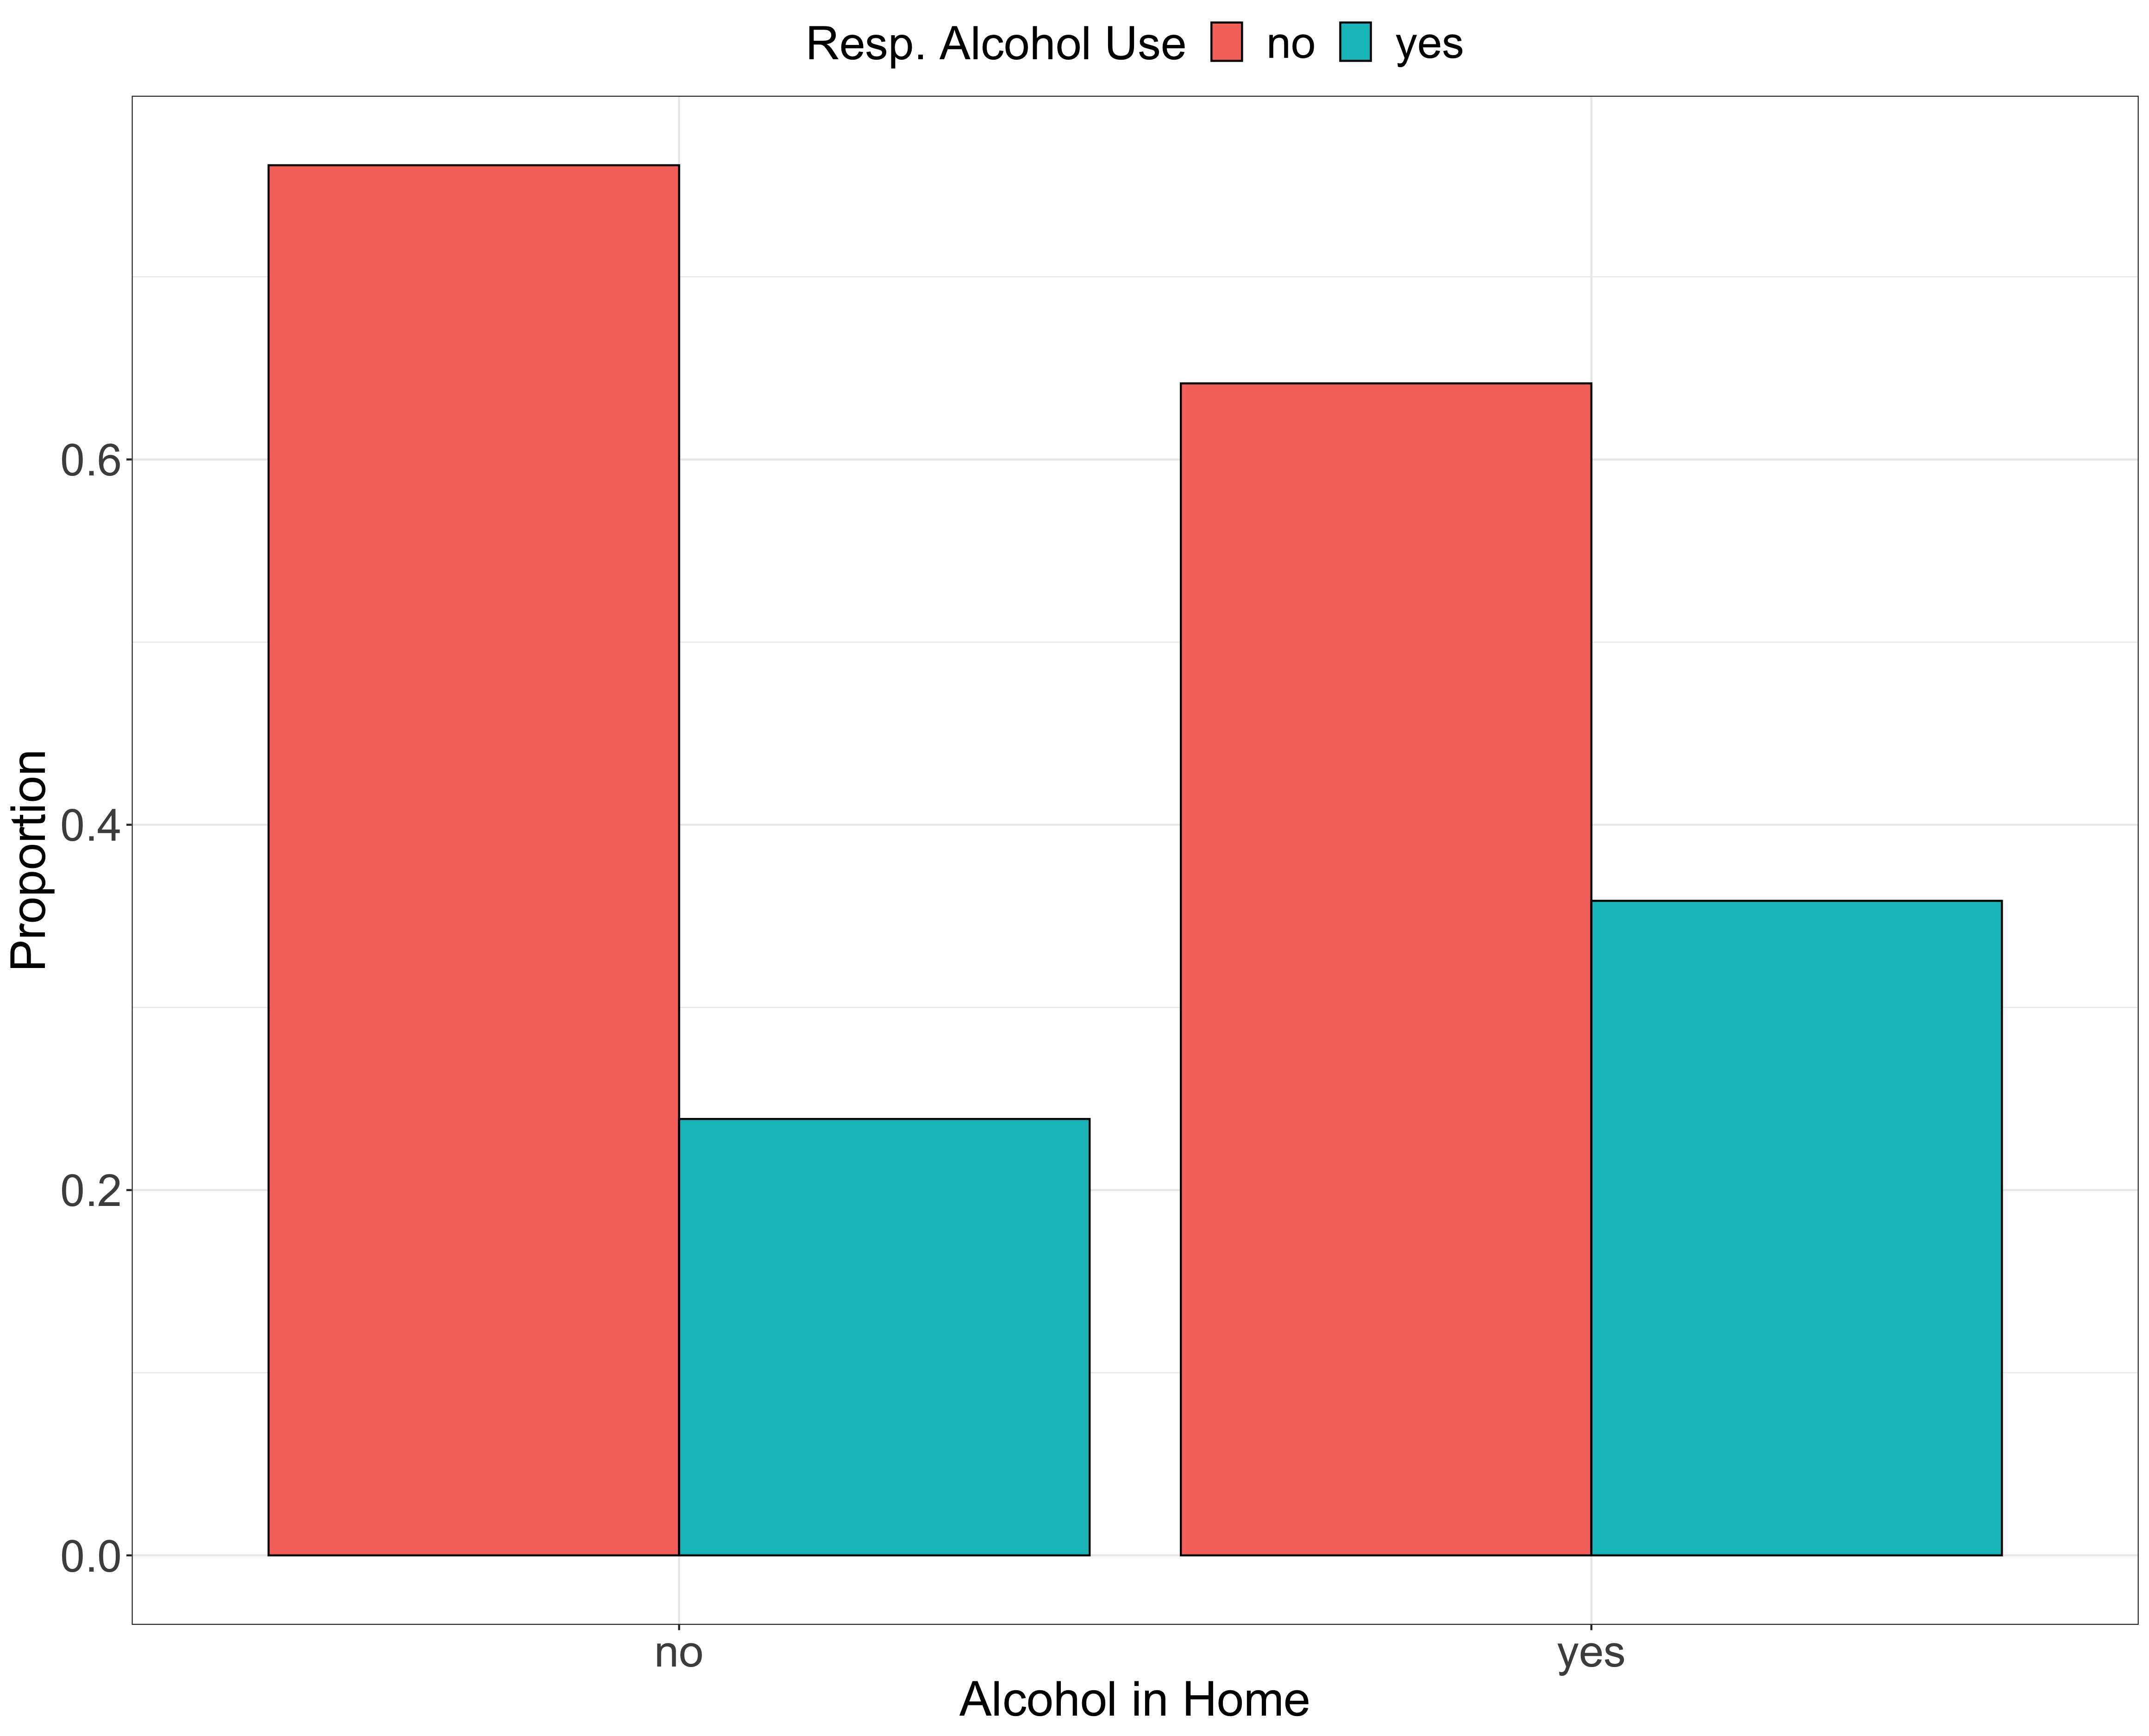 Resp. Alcohol Use no yes
Proportion
0.6
0.4
0.2
0.0
no yes
Alcohol in Home